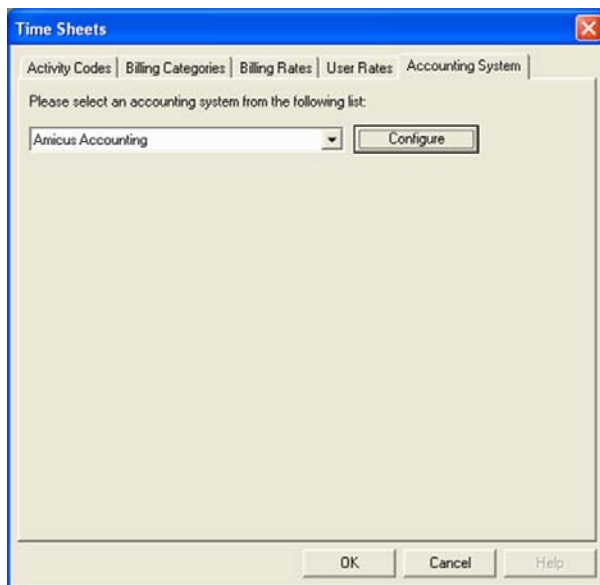 Time Sheets
Activity Codes Billing Categories Billing Rates User Rates Accounting System
Please select an accounting system from the following list:
Amicus Accounting Configure
OK Cancel Help